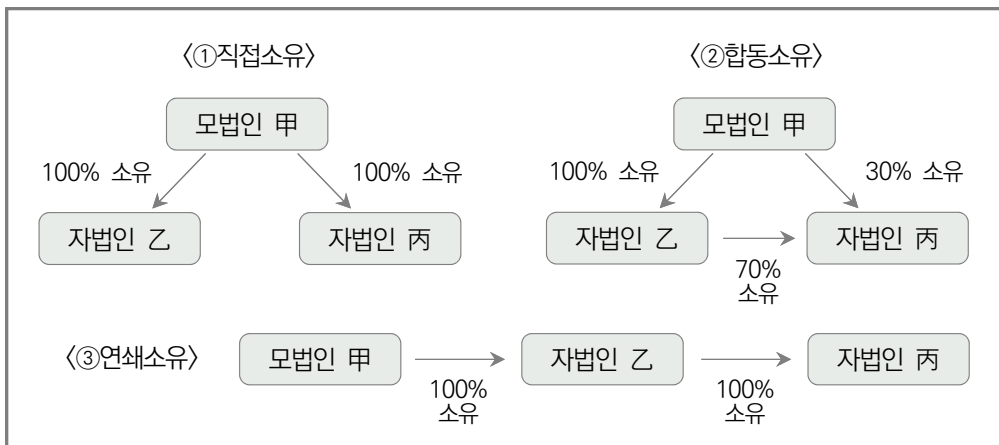 〈①직접소유〉
모법인 甲
100% 소유
100% 소유
자법인 乙
자법인 丙
〈②합동소유〉
모법인 甲
100% 소유
30% 소유
자법인 乙
자법인 丙
70%
소유
〈③연쇄소유〉
모법인 甲
100%
소유
자법인 乙
100%
소유
자법인 丙